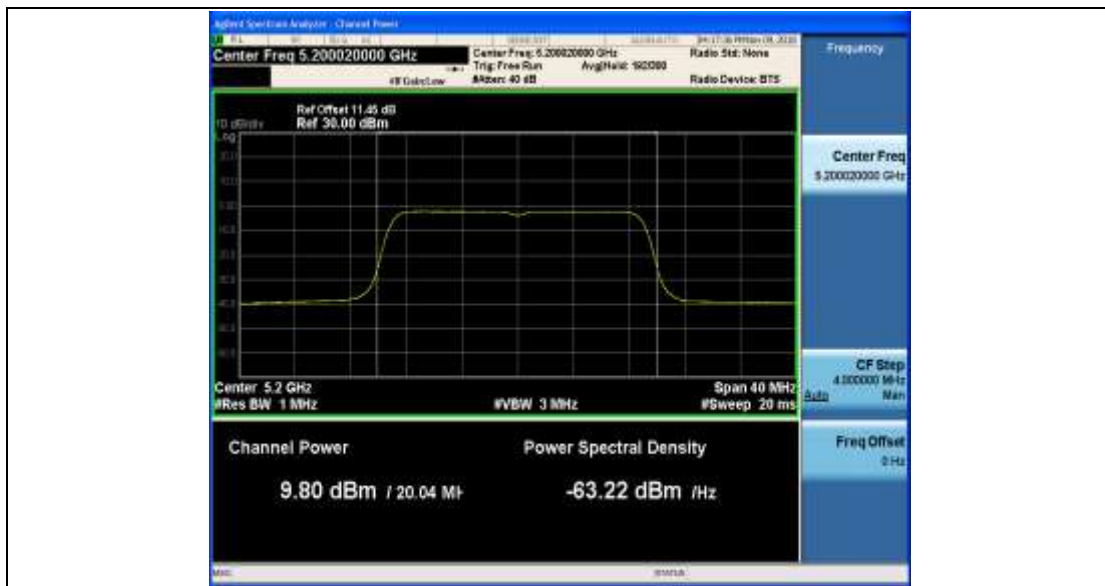 Agilent Spectrum Analyzer - Channel Power
Center Freq 5.200020000 GHz
Center Freq: 5.200020000 GHz
Radio Std: None
Frequency
Trig: Free Run
Avg|Hold:
#IFGain:Low
#Atten: 40 dB
Radio Device: BTS
Ref Offset 11.45 dB
10 dB/div
Ref 30.00 dBm
Log
Center Freq
5.200020000 GHz
Center 5.2 GHz
Span 40 MHz
#Res BW 1 MHz
#VBW 3 MHz
#Sweep 20 ms
CF Step
4.000000 MHz
Auto
Man
Channel Power
Power Spectral Density
Freq Offset
0 Hz
9.80 dBm / 20.04 MH
-63.22 dBm /Hz
MSG
STATUS